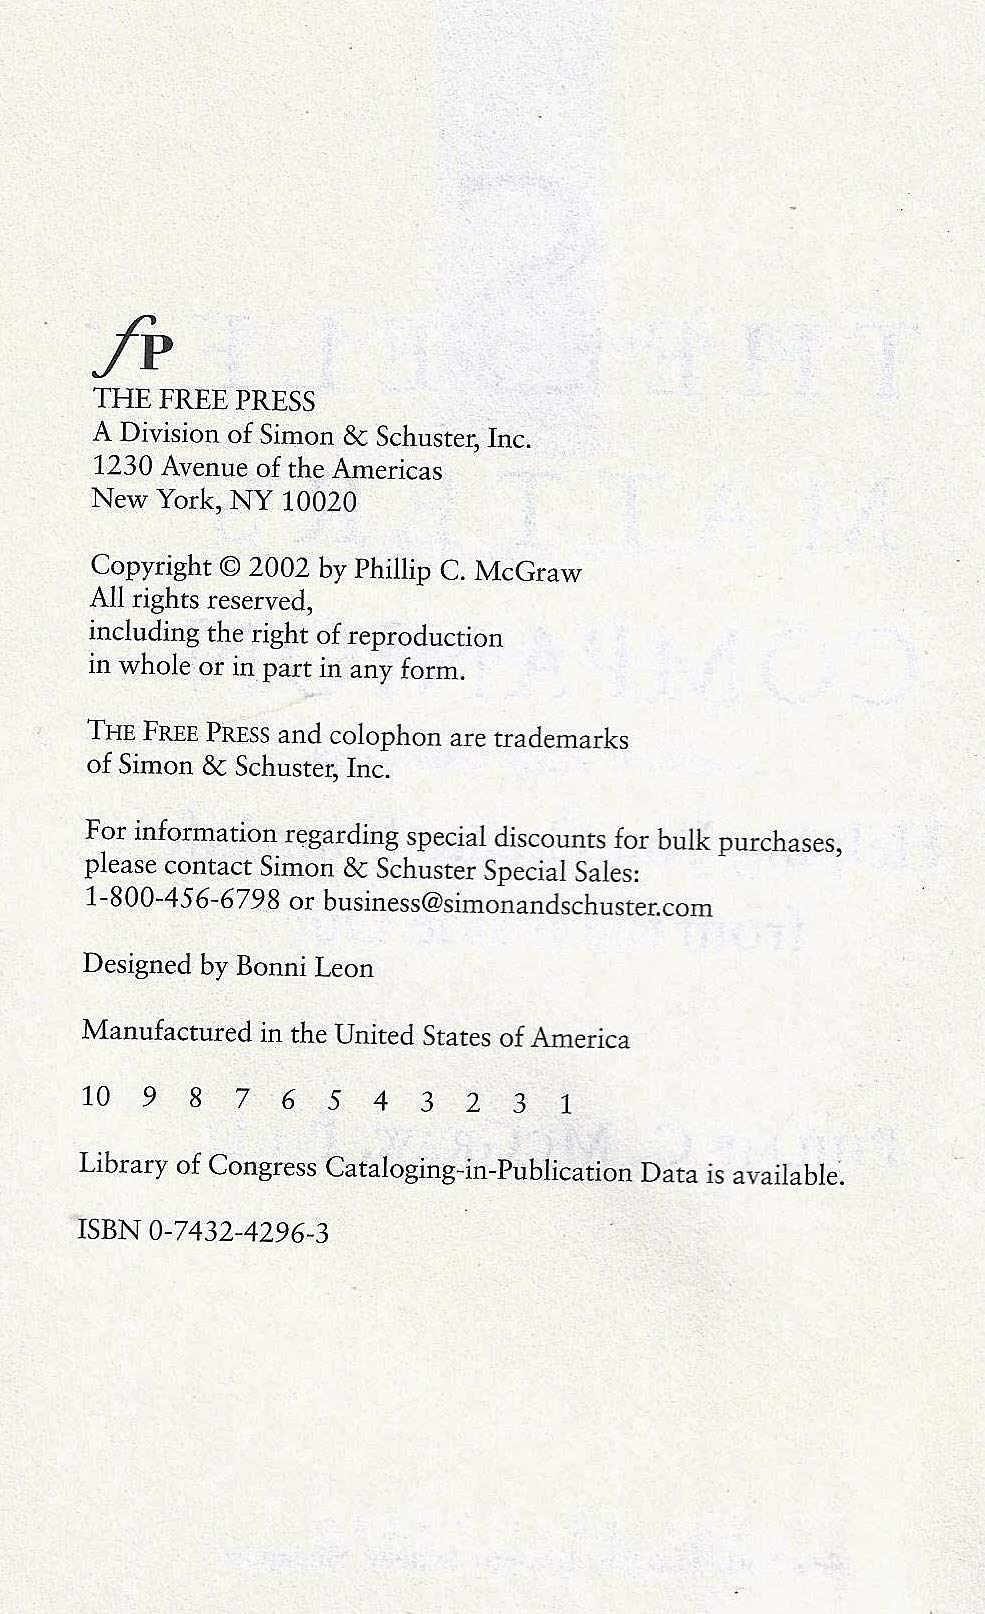 fP
THE FREE PRESS
A Division of Simon & Schuster, Inc.
1230 Avenue of the Americas
New York, NY 10020
Copyright © 2002 by Phillip C. McGraw
All rights reserved,
including the right of reproduction
in whole or in part in any form.
THE FREE PRESS and colophon are trademarks
of Simon & Schuster, Inc.
For information regarding special discounts for bulk purchases,
please contact Simon & Schuster Special Sales:
1-800-456-6798 or business@simonandschuster.com
Designed by Bonni Leon
Manufactured in the United States of America
10 9 8 7 6 5 4 3 2 3 1
Library of Congress Cataloging-in-Publication Data is available.
ISBN 0-7432-4296-3